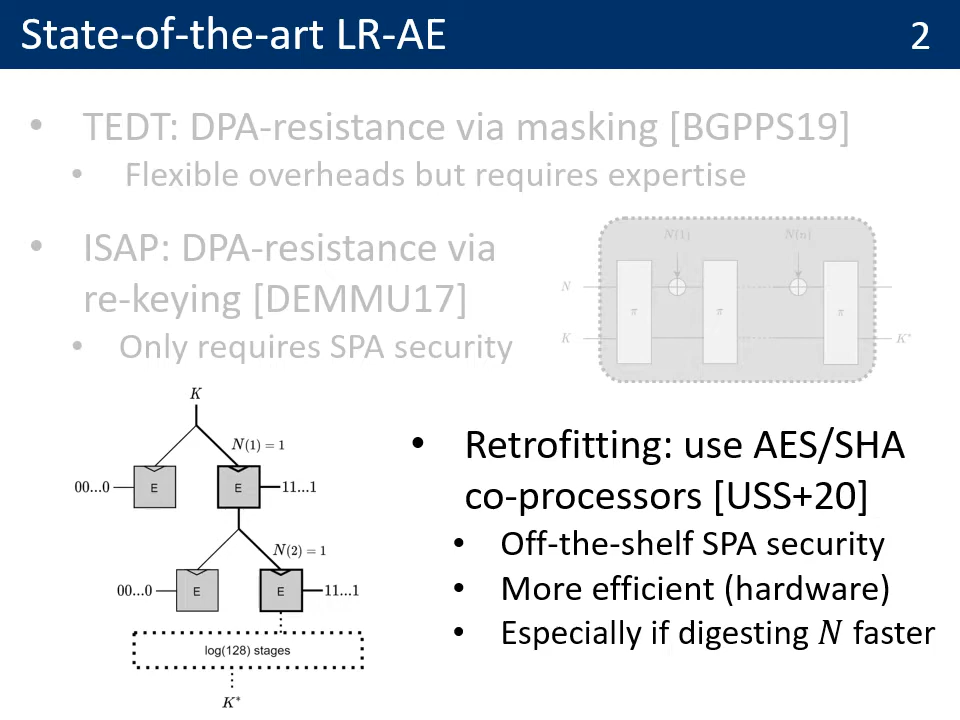 State-of-the-art LR-AE
2
• TEDT: DPA-resistance via masking [BGPPS19]
• Flexible overheads but requires expertise
• ISAP: DPA-resistance via
re-keying [DEMMU17]
• Only requires SPA security
N(1) N(n)
N
π π π
K K*
K
N(1) = 1
00...0 E E 11...1
N(2) = 1
00...0 E E 11...1
log(128) stages
K*
• Retrofitting: use AES/SHA
co-processors [USS+20]
• Off-the-shelf SPA security
• More efficient (hardware)
• Especially if digesting N faster